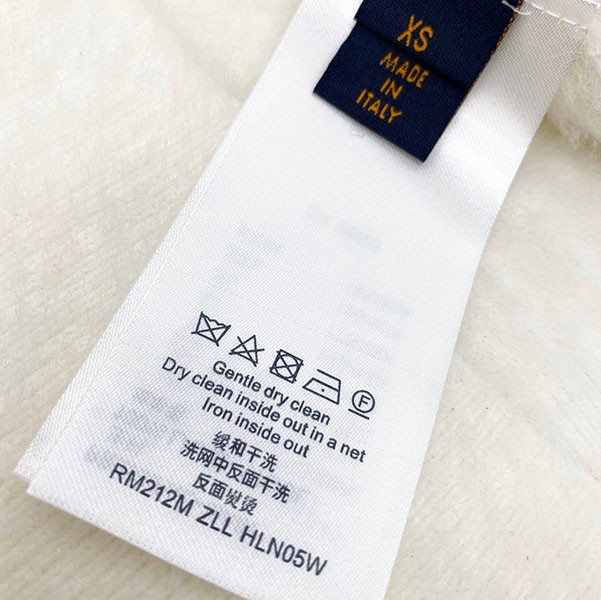 XS
MADE
IN
ITALY
F
Gentle dry clean
Dry clean inside out in a net
Iron inside out
缓和干洗
洗网中反面干洗
反面熨烫
RM212M ZLL HLN05W